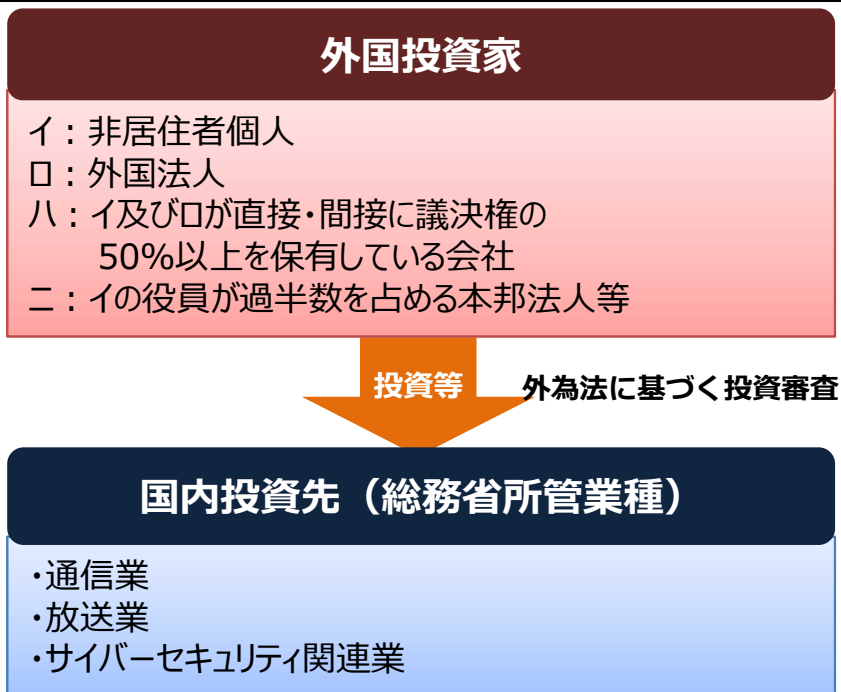 外国投資家
イ：非居住者個人
ロ：外国法人
ハ：イ及びロが直接・間接に議決権の
50%以上を保有している会社
ニ：イの役員が過半数を占める本邦法人等
投資等
外為法に基づく投資審査
国内投資先（総務省所管業種）
・通信業
・放送業
・サイバーセキュリティ関連業